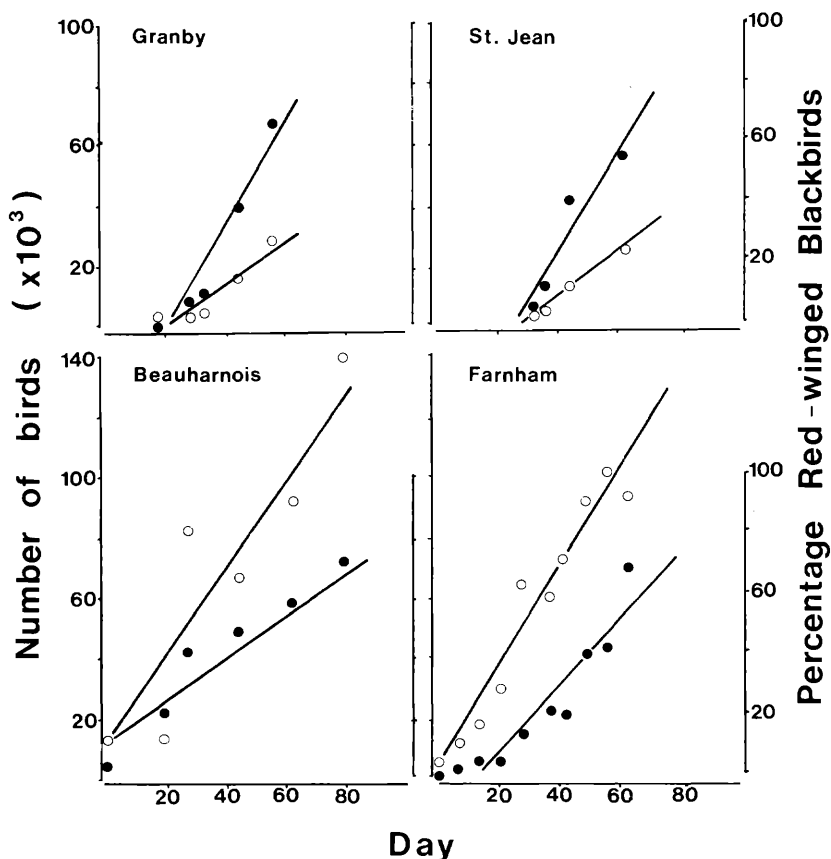 Number of birds (x10³)
Granby
100
60
20
St. Jean
100
60
20
Beauharnois
140
100
60
20
20 40 60 80
Farnham
100
60
20
20 40 60 80
Percentage Red-winged Blackbirds
Day